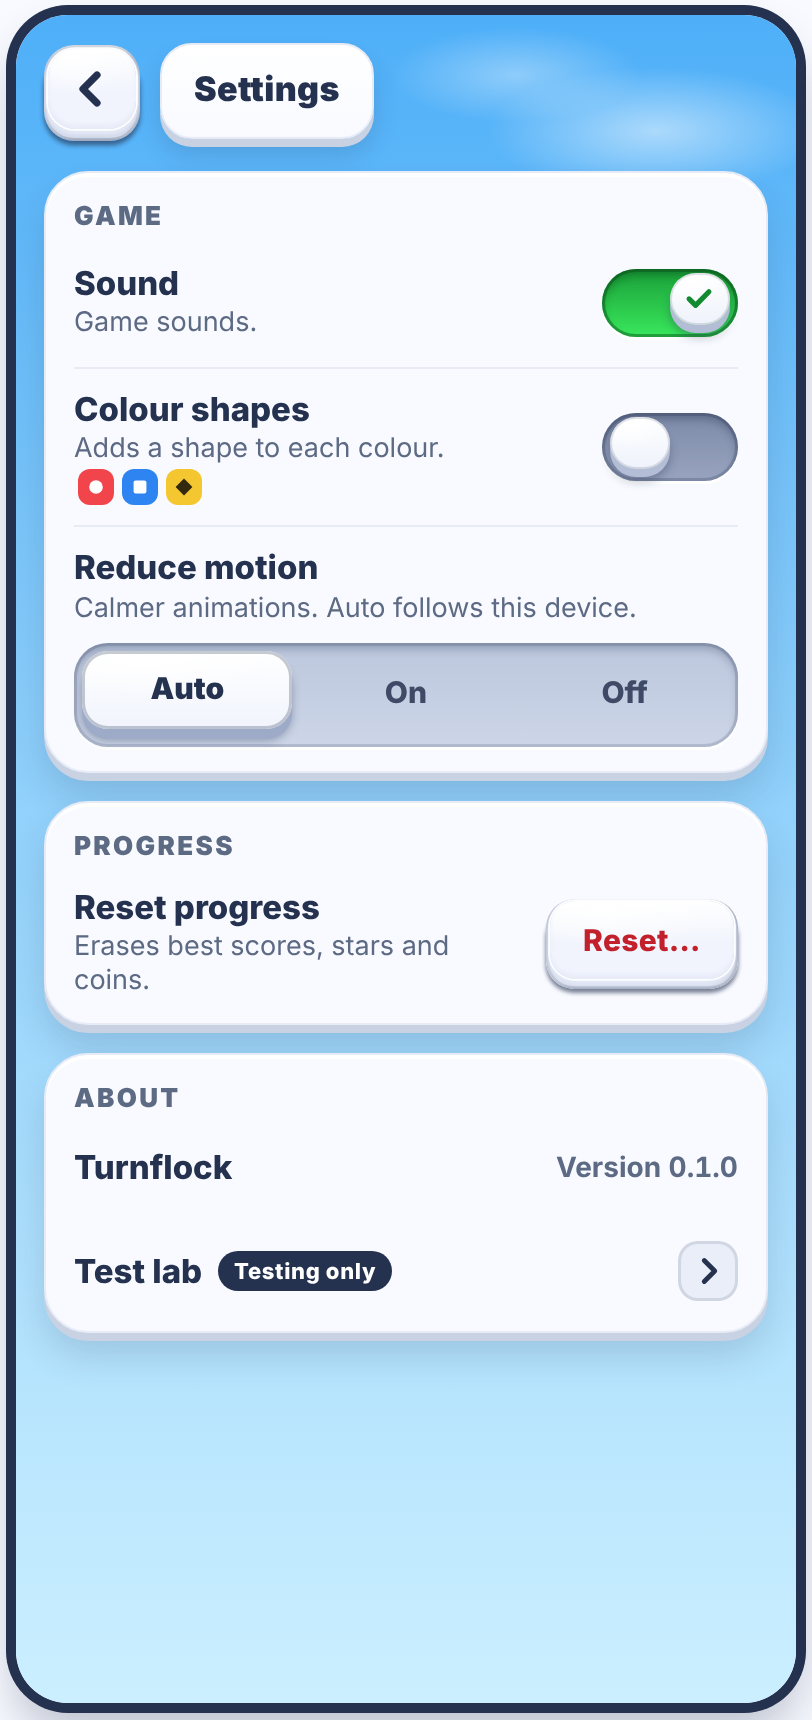 Settings
GAME
Sound
Game sounds.
Colour shapes
Adds a shape to each colour.
Reduce motion
Calmer animations. Auto follows this device.
Auto On Off
PROGRESS
Reset progress
Erases best scores, stars and
coins.
Reset...
ABOUT
Turnflock Version 0.1.0
Test lab Testing only